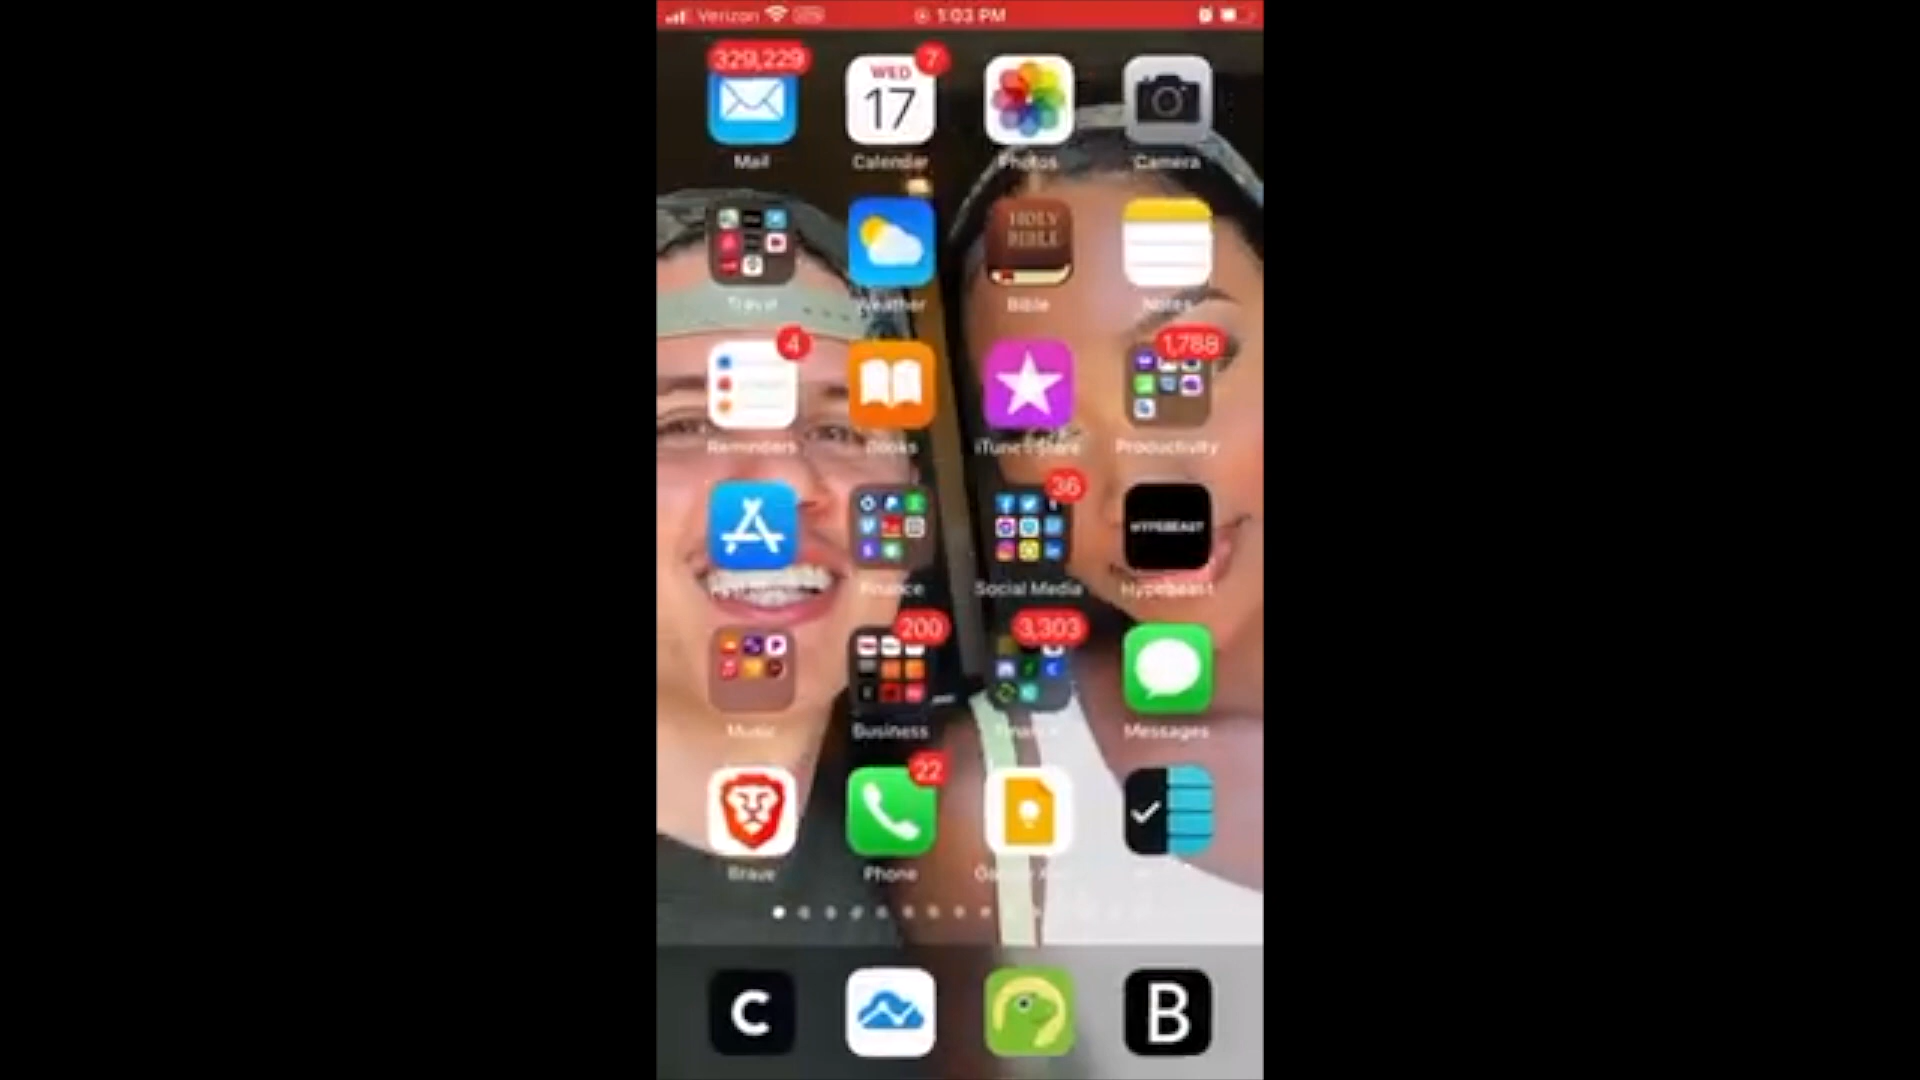 Verizon 1:03 PM
329,229 7
WED
17
Mail Calendar Photos Camera
HOLY
BIBLE
Travel Weather Bible Notes
4 1,788
Reminders Books iTunes Store Productivity
36
HYPEBEAST
Finance Social Media Hypebeast
200 3,303
Music Business Finance Messages
22
Brave Phone
C B